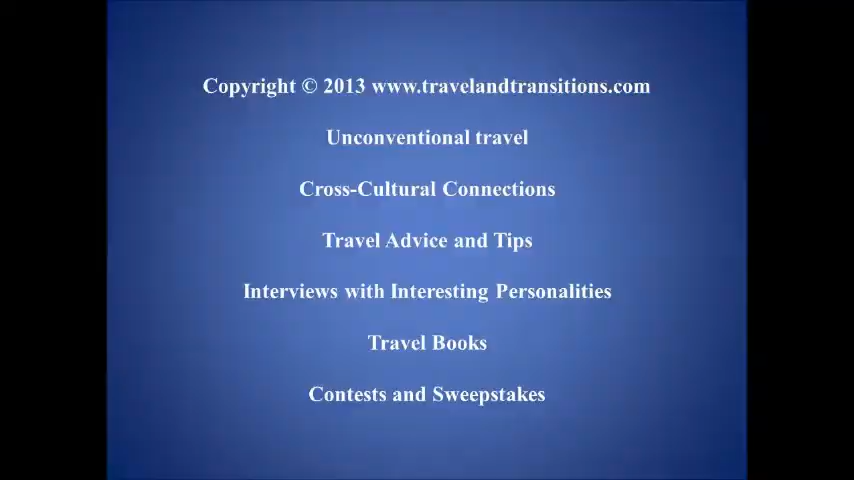 Copyright © 2013 www.travelandtransitions.com
Unconventional travel
Cross-Cultural Connections
Travel Advice and Tips
Interviews with Interesting Personalities
Travel Books
Contests and Sweepstakes